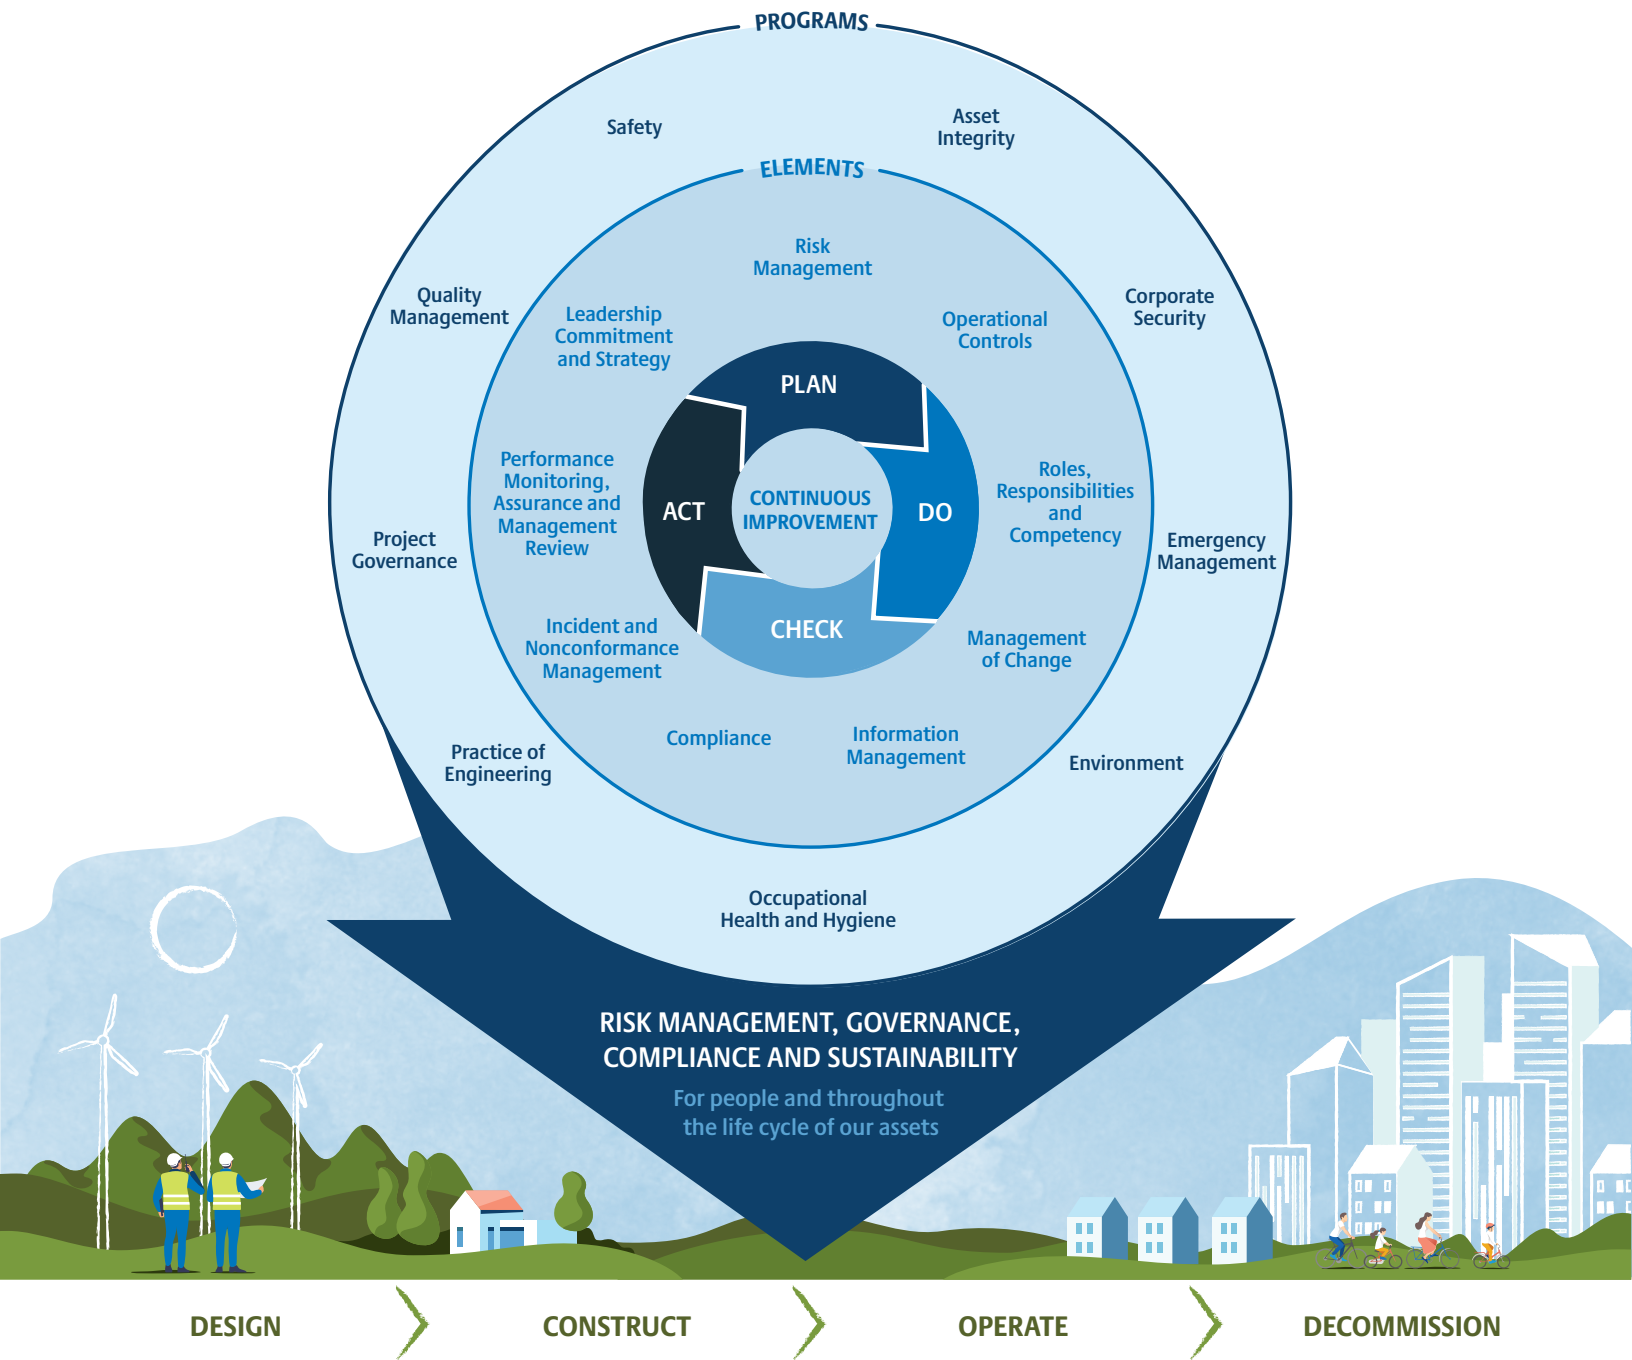 PROGRAMS
Safety
Asset
Integrity
Quality
Management
Corporate
Security
Project
Governance
Emergency
Management
Practice of
Engineering
Environment
Occupational
Health and Hygiene
ELEMENTS
Risk
Management
Leadership
Commitment
and Strategy
Operational
Controls
Performance
Monitoring,
Assurance and
Management
Review
Roles,
Responsibilities
and
Competency
Incident and
Nonconformance
Management
Management
of Change
Compliance
Information
Management
PLAN
DO
CHECK
ACT
CONTINUOUS
IMPROVEMENT
RISK MANAGEMENT, GOVERNANCE,
COMPLIANCE AND SUSTAINABILITY
For people and throughout
the life cycle of our assets
DESIGN
CONSTRUCT
OPERATE
DECOMMISSION